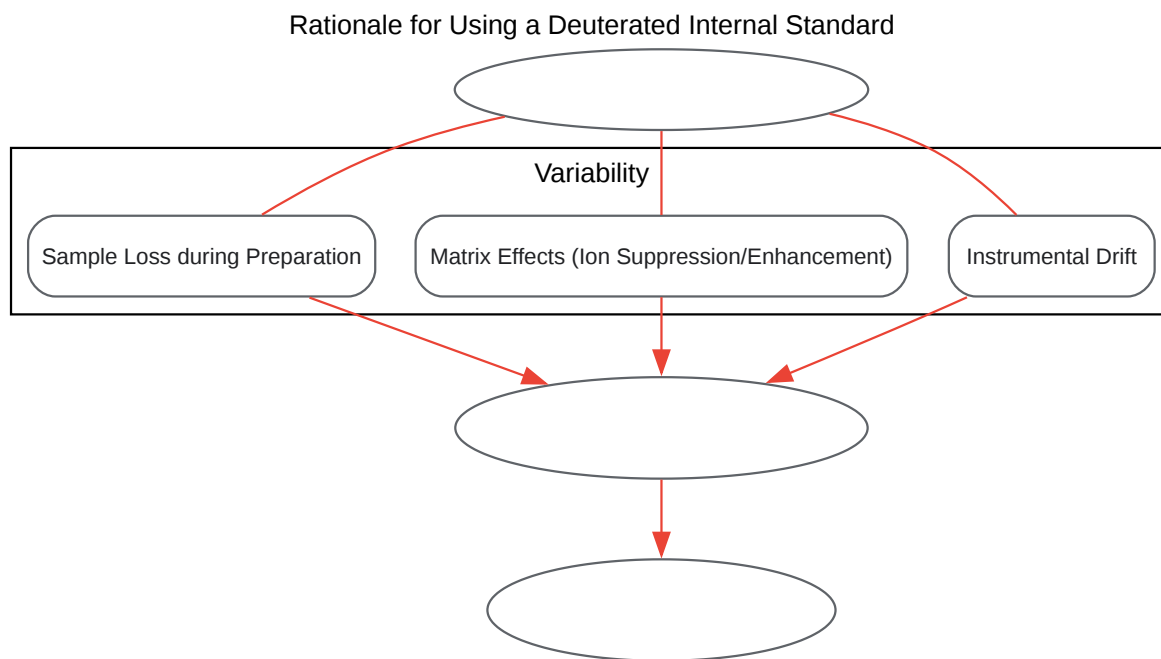 Rationale for Using a Deuterated Internal Standard
Variability
Sample Loss during Preparation
Matrix Effects (Ion Suppression/Enhancement)
Instrumental Drift